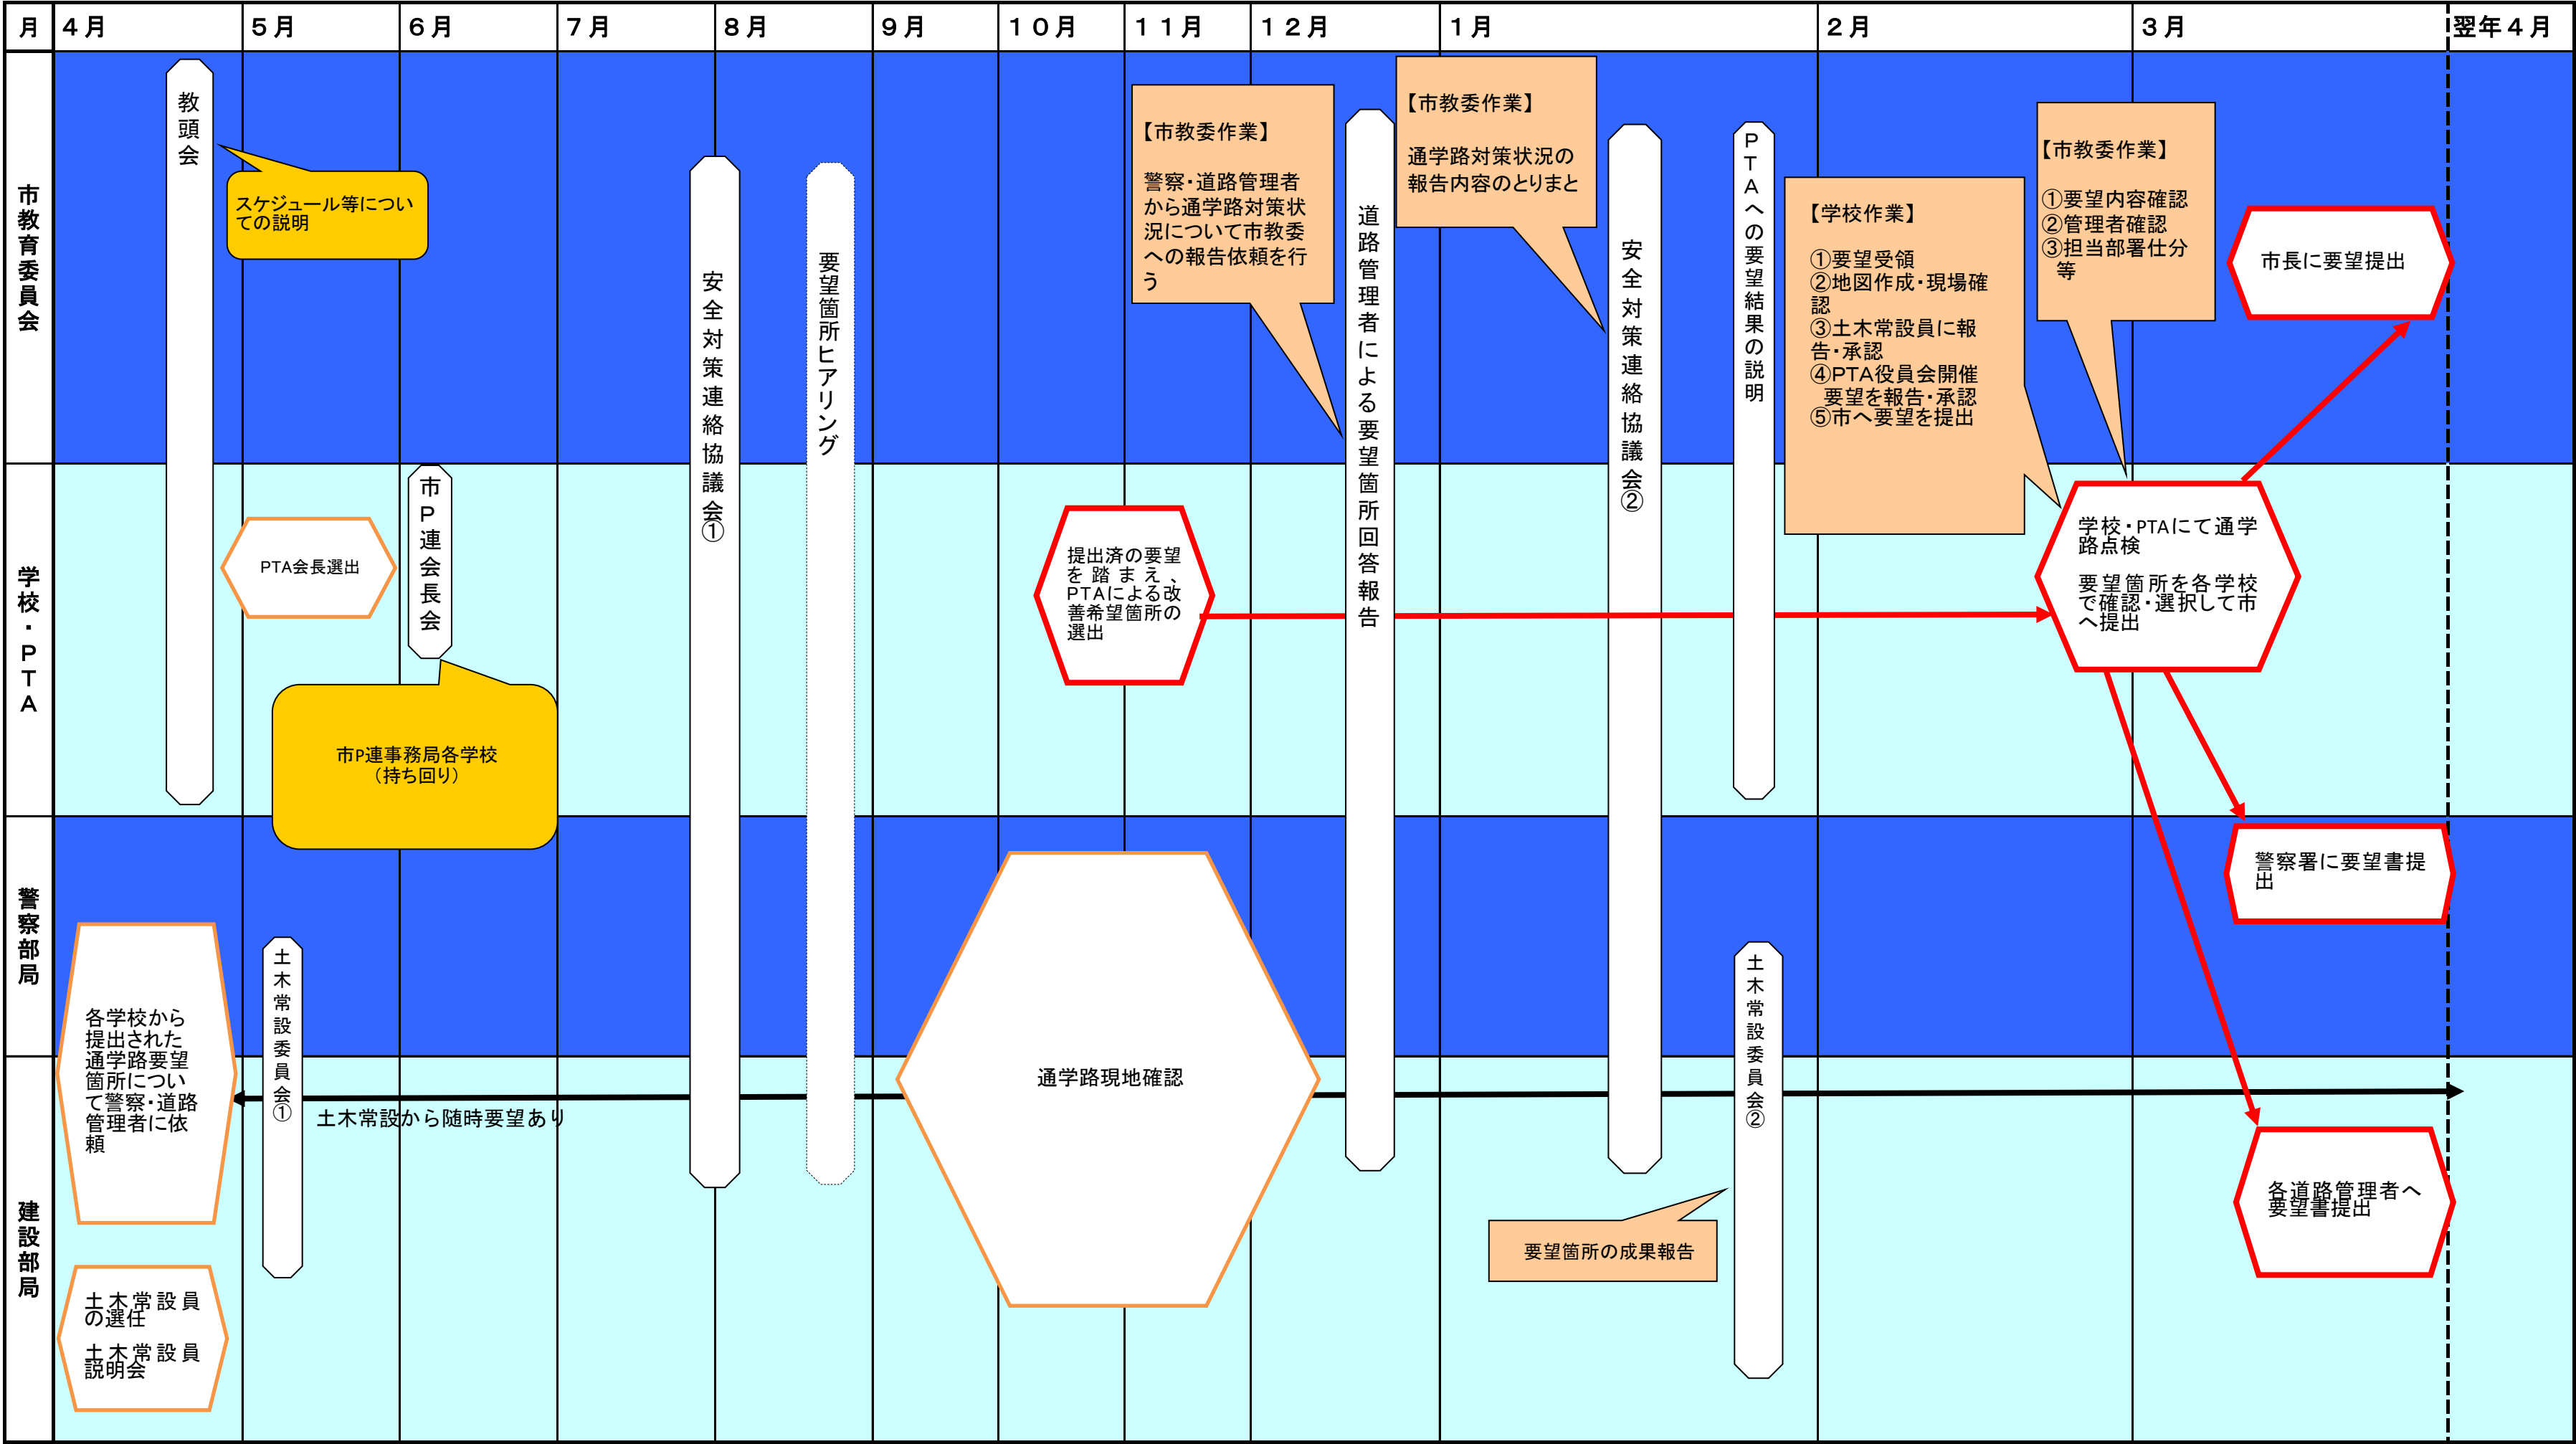 月
４月
５月
６月
７月
８月
９月
１０月
１１月
１２月
１月
２月
３月
翌年４月
市教育委員会
学校・ＰＴＡ
警察部局
建設部局
教頭会
スケジュール等につい
ての説明
PTA会長選出
市Ｐ連会長会
市P連事務局各学校
（持ち回り）
各学校から
提出された
通学路要望
箇所につい
て警察・道路
管理者に依
頼
土木常設員
の選任
土木常設員
説明会
土木常設委員会①
土木常設から随時要望あり
安全対策連絡協議会①
要望箇所ヒアリング
通学路現地確認
提出済の要望
を踏まえ、
PTAによる改
善希望箇所の
選出
【市教委作業】
警察・道路管理者
から通学路対策状
況について市教委
への報告依頼を行
う
道路管理者による要望箇所回答報告
【市教委作業】
通学路対策状況の
報告内容のとりまと
安全対策連絡協議会②
ＰＴＡへの要望結果の説明
土木常設委員会②
要望箇所の成果報告
【学校作業】
①要望受領
②地図作成・現場確
認
③土木常設員に報
告・承認
④PTA役員会開催
要望を報告・承認
⑤市へ要望を提出
【市教委作業】
①要望内容確認
②管理者確認
③担当部署仕分
等
学校・PTAにて通学
路点検
要望箇所を各学校
で確認・選択して市
へ提出
市長に要望提出
警察署に要望書提
出
各道路管理者へ
要望書提出